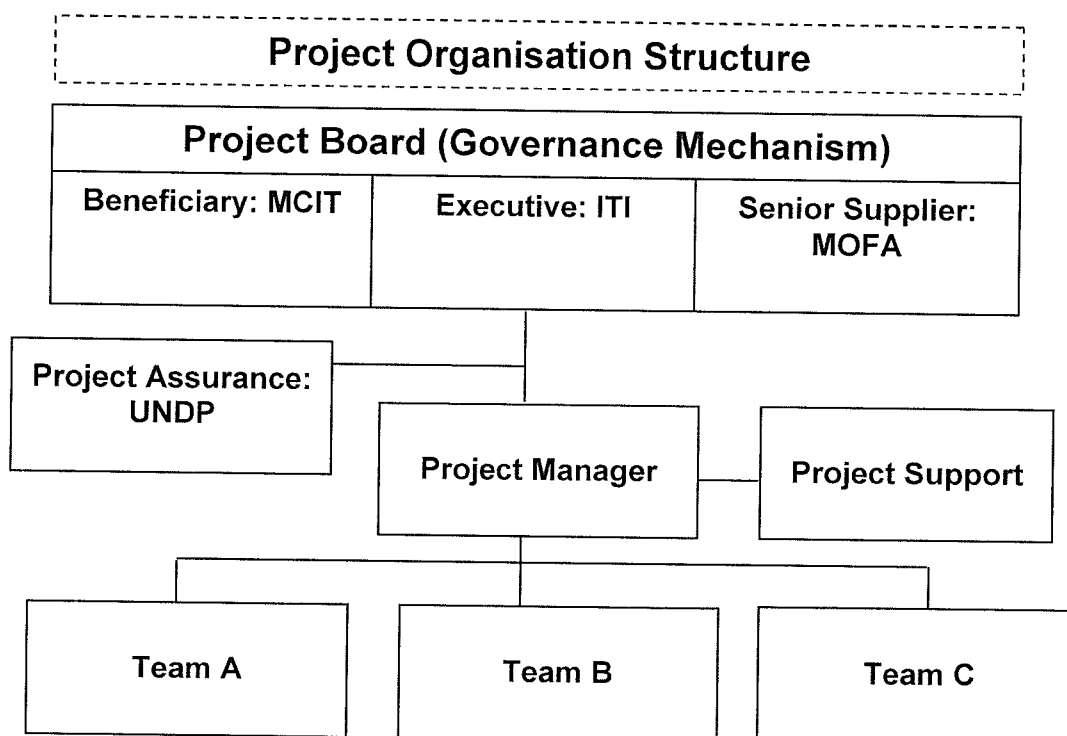 Project Organisation Structure
Project Board (Governance Mechanism)
Beneficiary: MCIT
Executive: ITI
Senior Supplier:
MOFA
Project Assurance:
UNDP
Project Manager
Project Support
Team A
Team B
Team C